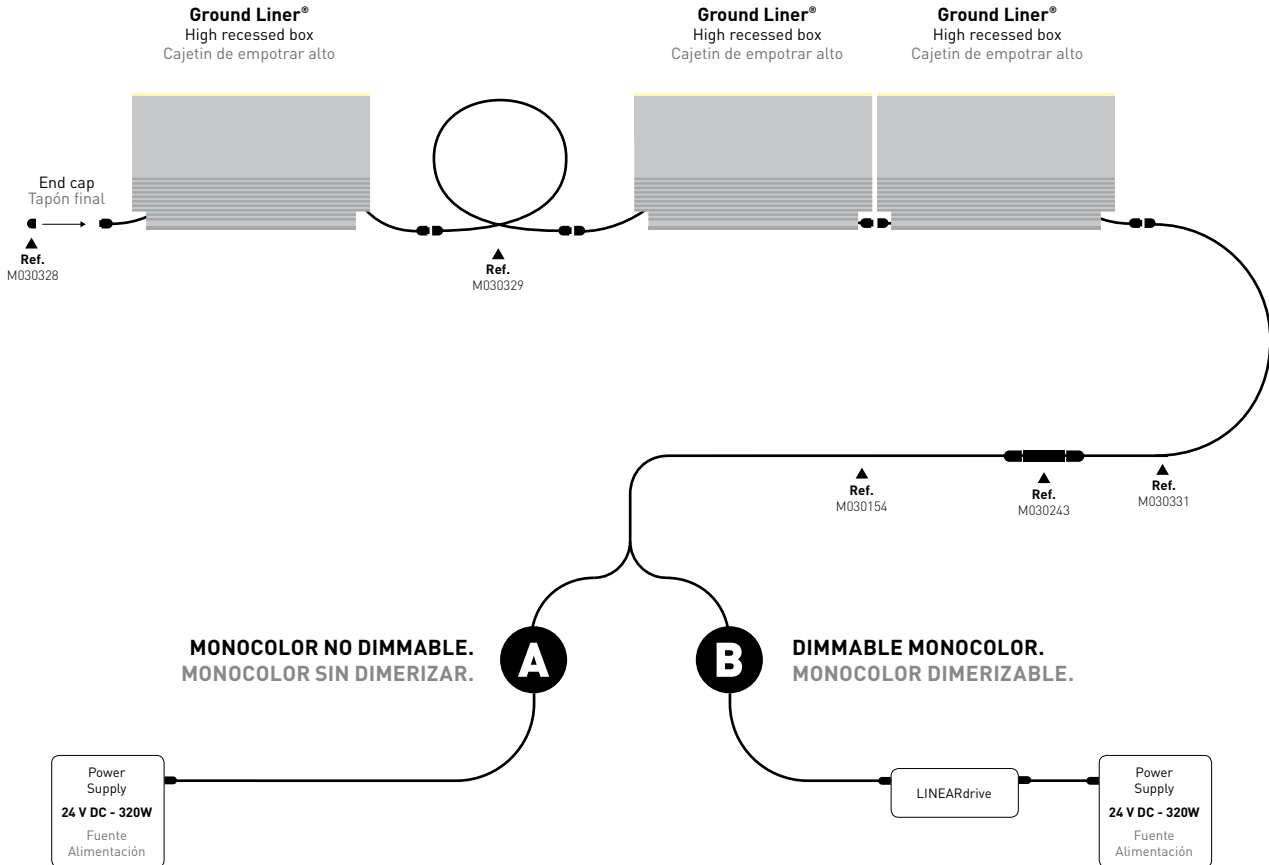 Ground Liner®
High recessed box
Cajetin de empotrar alto
Ground Liner®
High recessed box
Cajetin de empotrar alto
Ground Liner®
High recessed box
Cajetin de empotrar alto
End cap
Tapón final
Ref.
M030328
Ref.
M030329
Ref.
M030154
Ref.
M030243
Ref.
M030331
MONOCOLOR NO DIMMABLE.
MONOCOLOR SIN DIMERIZAR.
A
B
DIMMABLE MONOCOLOR.
MONOCOLOR DIMERIZABLE.
Power
Supply
24 V DC - 320W
Fuente
Alimentación
LINEARdrive
Power
Supply
24 V DC - 320W
Fuente
Alimentación